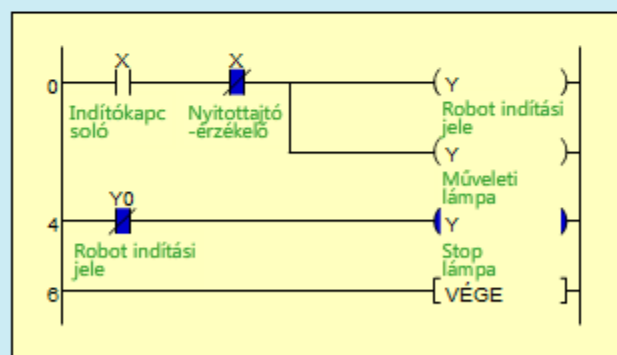 X X
0 Y
Indítókapc
soló
Nyitottajtó
-érzékelő
Robot indítási
jele
Y
Műveleti
lámpa
Y0
4 Y
Robot indítási
jele
Stop
lámpa
6 VÉGE